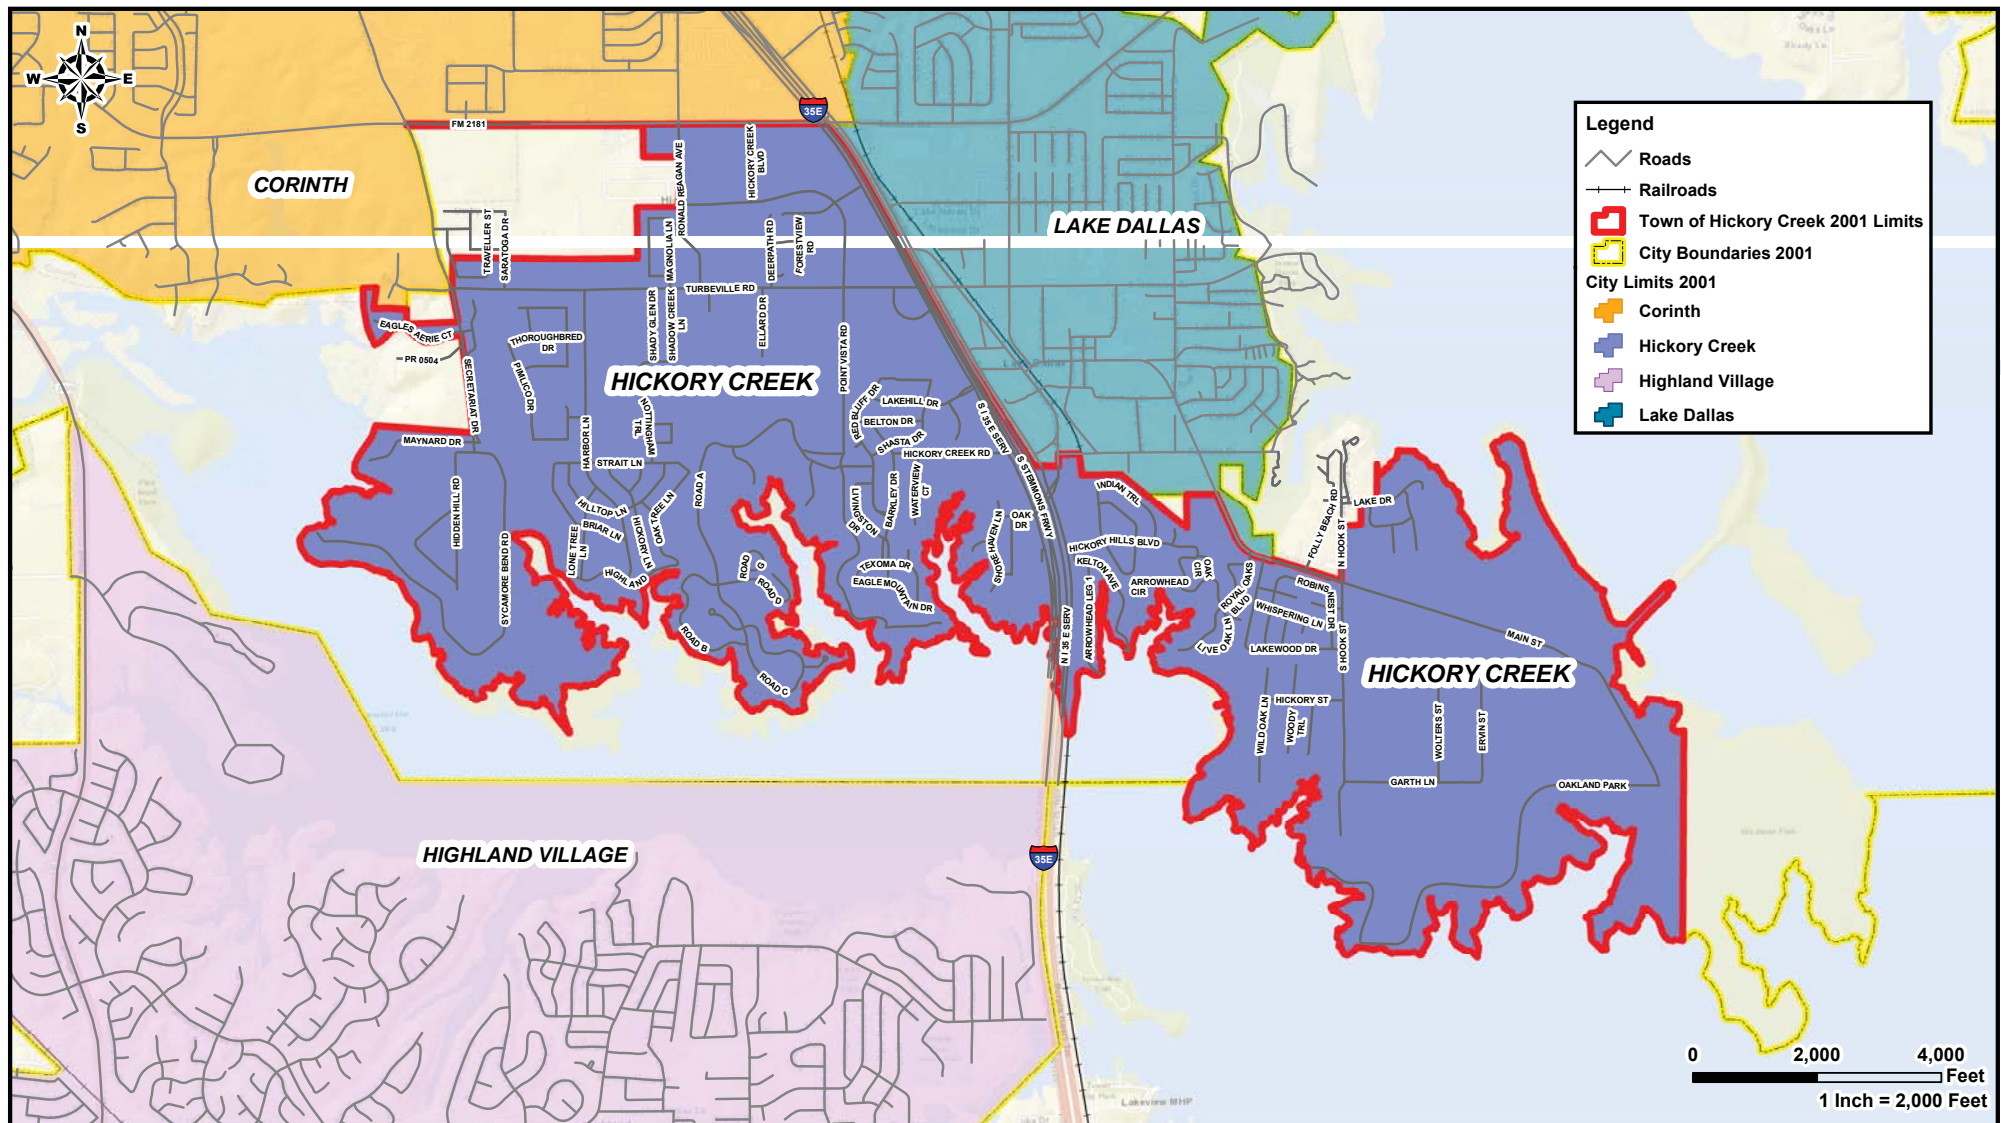 N
W
E
S
35E
FM 2181
CORINTH
LAKE DALLAS
HICKORY CREEK
BLVD
RONALD REAGAN AVE
TRAVELLER ST
SARATOGA DR
MAGNOLIA LN
DEERPATH RD
FORESTVIEW
RD
TURBEVILLE RD
SHADY GLEN DR
SHADOW CREEK
LN
ELLARD DR
EAGLES AERIE CT
PR 0504
THOROUGHBRED
DR
PIMLICO DR
SECRETARIAT DR
POINT VISTA RD
HICKORY CREEK
RED BLUFF DR
LAKEHILL DR
BELTON DR
SHASTA DR
HICKORY CREEK RD
S I 35 E SERV
S STEMMONS FRWY
MAYNARD DR
HARBOR LN
NOTTINGHAM
TRL
STRAIT LN
ROAD A
HIDDEN HILL RD
SYCAMORE BEND RD
HILLTOP LN
BRIAR LN
LONE TREE
LN
HICKORY LN
OAK TREE LN
HIGHLAND
LIVINGSTON
DR
BARKLEY DR
WATERVIEW
CT
OAK
DR
SHORE HAVEN LN
TEXOMA DR
EAGLE MOUNTAIN DR
ROAD
G
ROAD D
ROAD B
ROAD C
INDIAN TRL
HICKORY HILLS BLVD
KELTON AVE
ARROWHEAD
CIR
OAK
CIR
ARROWHEAD LEG 1
N I 35 E SERV
ROYAL OAKS
BLVD
LIVE OAK LN
WHISPERING LN
LAKEWOOD DR
ROBINS
NEST DR
FOLLY BEACH RD
N HOOK ST
LAKE DR
S HOOK ST
MAIN ST
HICKORY CREEK
HICKORY ST
WILD OAK LN
WOODY
TRL
WOLTERS ST
ERVIN ST
GARTH LN
OAKLAND PARK
HIGHLAND VILLAGE
35E
Lakeview MHP
Legend
Roads
Railroads
Town of Hickory Creek 2001 Limits
City Boundaries 2001
City Limits 2001
Corinth
Hickory Creek
Highland Village
Lake Dallas
0
2,000
4,000
Feet
1 Inch = 2,000 Feet